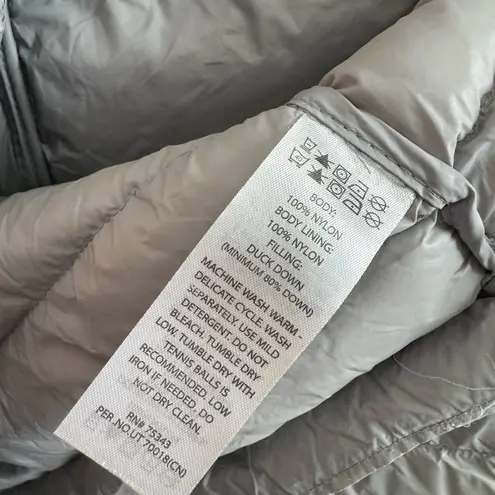 BODY:
100% NYLON
BODY LINING:
100% NYLON
FILLING:
DUCK DOWN
(MINIMUM 80% DOWN)
MACHINE WASH WARM -
DELICATE CYCLE. WASH
SEPARATELY. USE MILD
DETERGENT. DO NOT
BLEACH. TUMBLE DRY
LOW, TUMBLE DRY WITH
TENNIS BALLS IS
RECOMMENDED. LOW
IRON IF NEEDED. DO
NOT DRY CLEAN.
RN# 75343
PER.NO.UT.70018(CN)